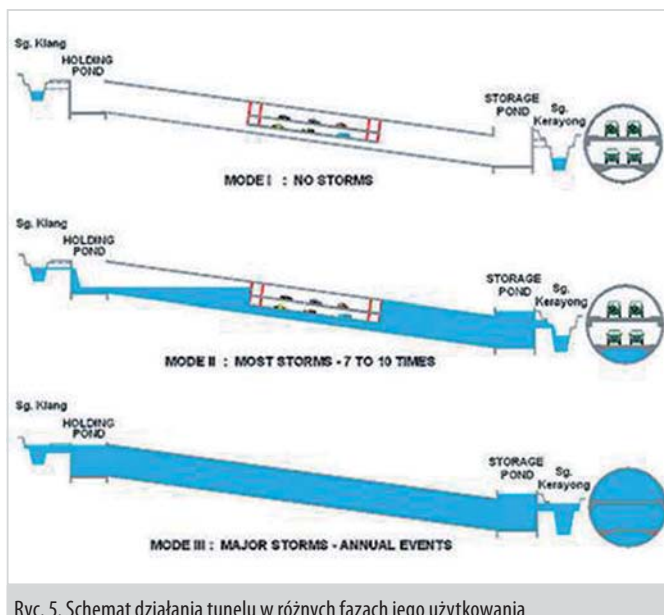 Sg. Klang
HOLDING
POND
STORAGE
POND
Sg.
Kerayong
MODE I : NO STORMS
Sg. Klang
HOLDING
POND
STORAGE
POND
Sg.
Kerayong
MODE II : MOST STORMS - 7 TO 10 TIMES
Sg. Klang
HOLDING
POND
STORAGE
POND
Sg.
Kerayong
MODE III : MAJOR STORMS - ANNUAL EVENTS
Ryc. 5. Schemat działania tunelu w różnych fazach jego użytkowania